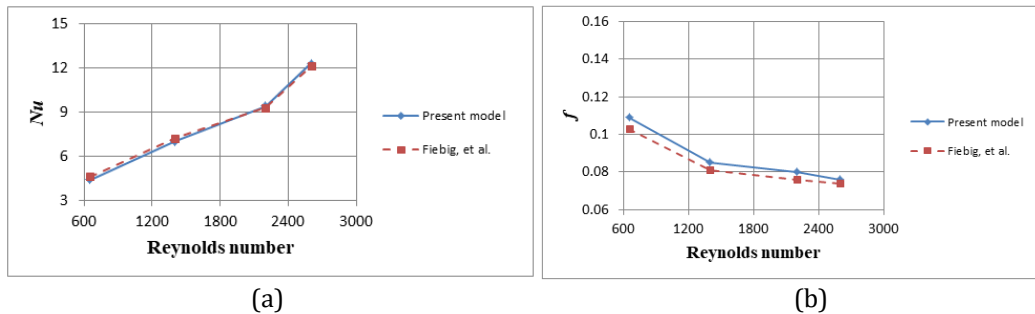 15
12
9
6
3
Nu
600 1200 1800 2400 3000
Reynolds number
Present model
Fiebig, et al.
(a)
0.16
0.14
0.12
0.1
0.08
0.06
f
600 1200 1800 2400 3000
Reynolds number
Present model
Fiebig, et al.
(b)